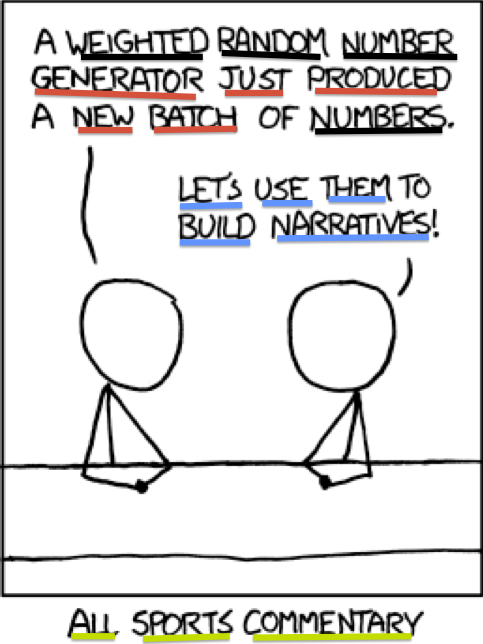 A WEIGHTED RANDOM NUMBER
GENERATOR JUST PRODUCED
A NEW BATCH OF NUMBERS.
LET'S USE THEM TO
BUILD NARRATIVES!
ALL SPORTS COMMENTARY